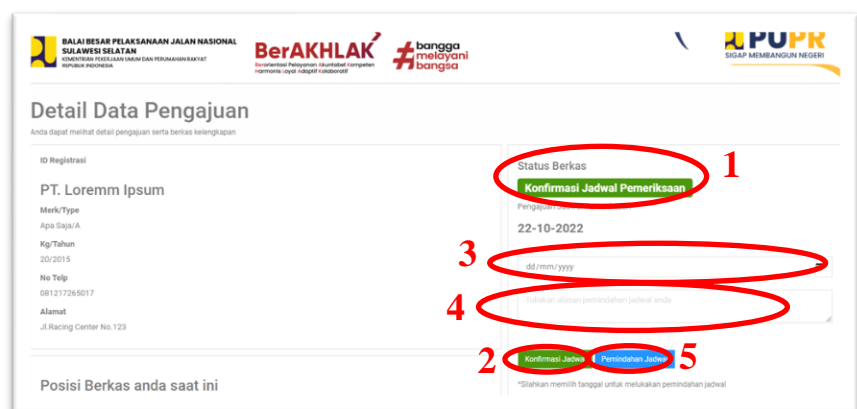 BALAI BESAR PELAKSANAAN JALAN NASIONAL
SULAWESI SELATAN
KEMENTRIAN PEKERJAAN UMUM DAN PERUMAHAN RAKYAT
REPUBLIK INDONESIA
BerAKHLAK
Berorientasi Pelayanan Akuntabel Kompeten
Harmonis Loyal Adaptif Kolaboratif
#bangga
melayani
bangsa
PUPR
SIGAP MEMBANGUN NEGERI
Detail Data Pengajuan
Anda dapat melihat detail pengajuan serta berkas kelengkapan
ID Registrasi
PT. Loremm Ipsum
Merk/Type
Apa Saja/A
Kg/Tahun
20/2015
No Telp
081217265017
Alamat
Jl.Racing Center No.123
Posisi Berkas anda saat ini
Status Berkas
1
Konfirmasi Jadwal Pemeriksaan
Pengajuan
22-10-2022
3
dd/mm/yyyy
4
Tuliskan alasan pemindahan jadwal anda
2
Konfirmasi Jadwal
Pemindahan Jadwal
5
*Silahkan memilih tanggal untuk melukakan pemindahan jadwal